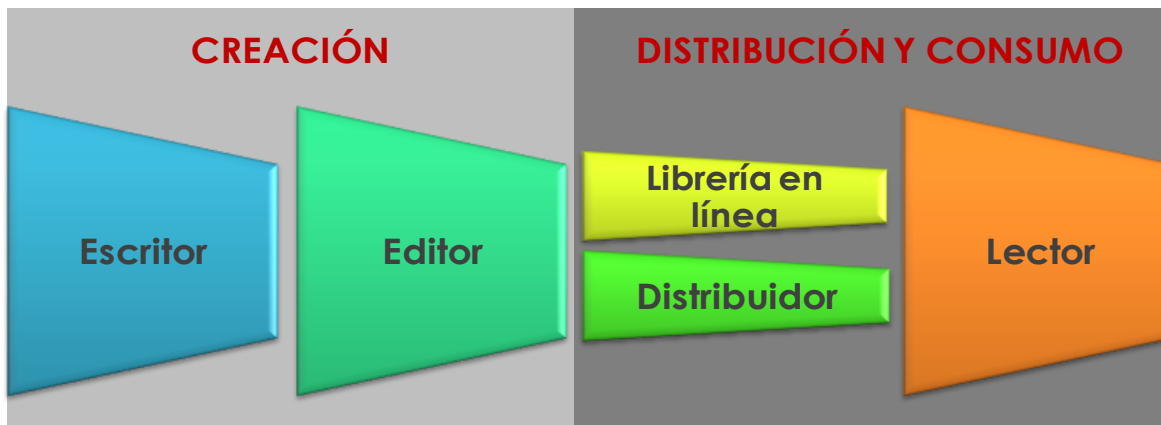 CREACIÓN
DISTRIBUCIÓN Y CONSUMO
Escritor
Editor
Librería en
línea
Distribuidor
Lector